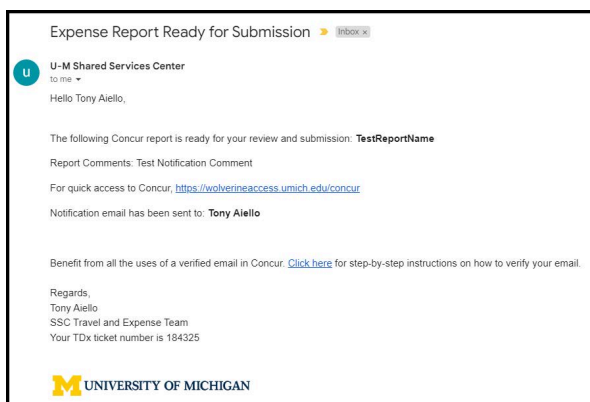 Expense Report Ready for Submission Inbox x
U-M Shared Services Center
u
to me
Hello Tony Aiello,
The following Concur report is ready for your review and submission: TestReportName
Report Comments: Test Notification Comment
For quick access to Concur, https://wolverineaccess.umich.edu/concur
Notification email has been sent to: Tony Aiello
Benefit from all the uses of a verified email in Concur. Click here for step-by-step instructions on how to verify your email.
Regards,
Tony Aiello
SSC Travel and Expense Team
Your TDx ticket number is 184325
M UNIVERSITY OF MICHIGAN